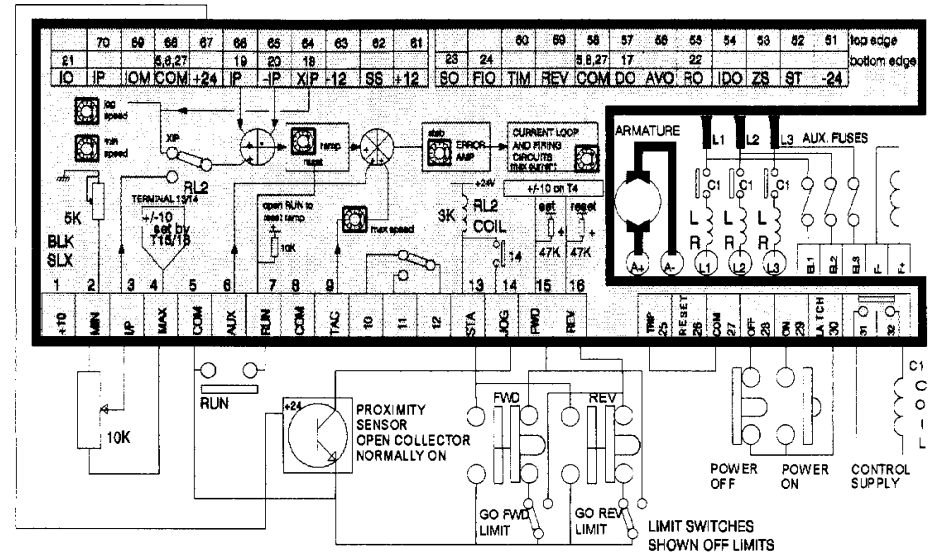 70 69 68 67 66 65 64 63 62 61
60 59 58 57 56 55 54 53 52 51 top edge
21 5,8,27 19 20 18
23 24 5,8,27 17 22 bottom edge
IO IP IOM COM +24 IP -IP XIP -12 SS +12
SO FIO TIM REV COM DO AVO RO IDO ZS ST -24
jog
speed
min
speed
XIP
RL2
ramp
input
stab
ERROR
AMP
CURRENT LOOP
AND FIRING
CIRCUITS
max current
ARMATURE
L1 L2 L3 AUX. FUSES
C1 C1 C1
TERMINAL 13/14
+/-10
set by
T15/16
5K
BLK
SLX
open RUN to
reset ramp
10K
max speed
+24V
3K
RL2
COIL
14
+/-10 on T4
set reset
47K 47K
L L L
R R R
A+ A- L1 L2 L3 EL1 EL2 EL3 F- F+
1 2 3 4 5 6 7 8 9 10 11 12 13 14 15 16
+10 MIN I/P MAX COM AUX RUN COM TAC STA JOG FWD REV
TRIP 25
RESET 26
COM 27
OFF 28
ON 29
LATCH 30
31 32
10K
RUN
+24
PROXIMITY
SENSOR
OPEN COLLECTOR
NORMALLY ON
FWD
REV
GO FWD
LIMIT
GO REV
LIMIT
LIMIT SWITCHES
SHOWN OFF LIMITS
POWER
OFF
POWER
ON
CONTROL
SUPPLY
C1
C
O
I
L